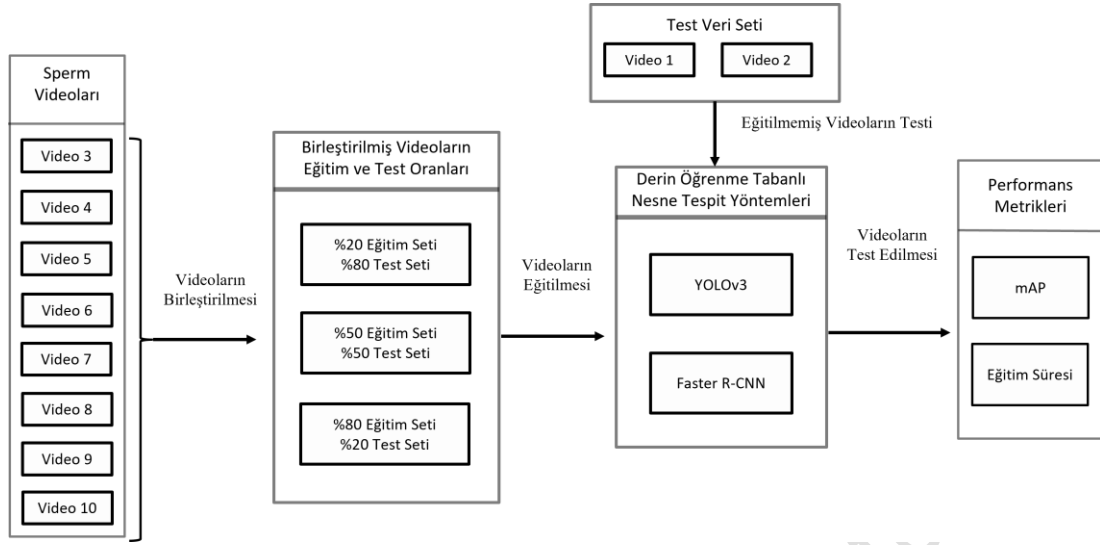 Sperm
Videoları
Video 3
Video 4
Video 5
Video 6
Video 7
Video 8
Video 9
Video 10
Videoların
Birleştirilmesi
Birleştirilmiş Videoların
Eğitim ve Test Oranları
%20 Eğitim Seti
%80 Test Seti
%50 Eğitim Seti
%50 Test Seti
%80 Eğitim Seti
%20 Test Seti
Videoların
Eğitilmesi
Test Veri Seti
Video 1
Video 2
Eğitilmemiş Videoların Testi
Derin Öğrenme Tabanlı
Nesne Tespit Yöntemleri
YOLOv3
Faster R-CNN
Videoların
Test Edilmesi
Performans
Metrikleri
mAP
Eğitim Süresi